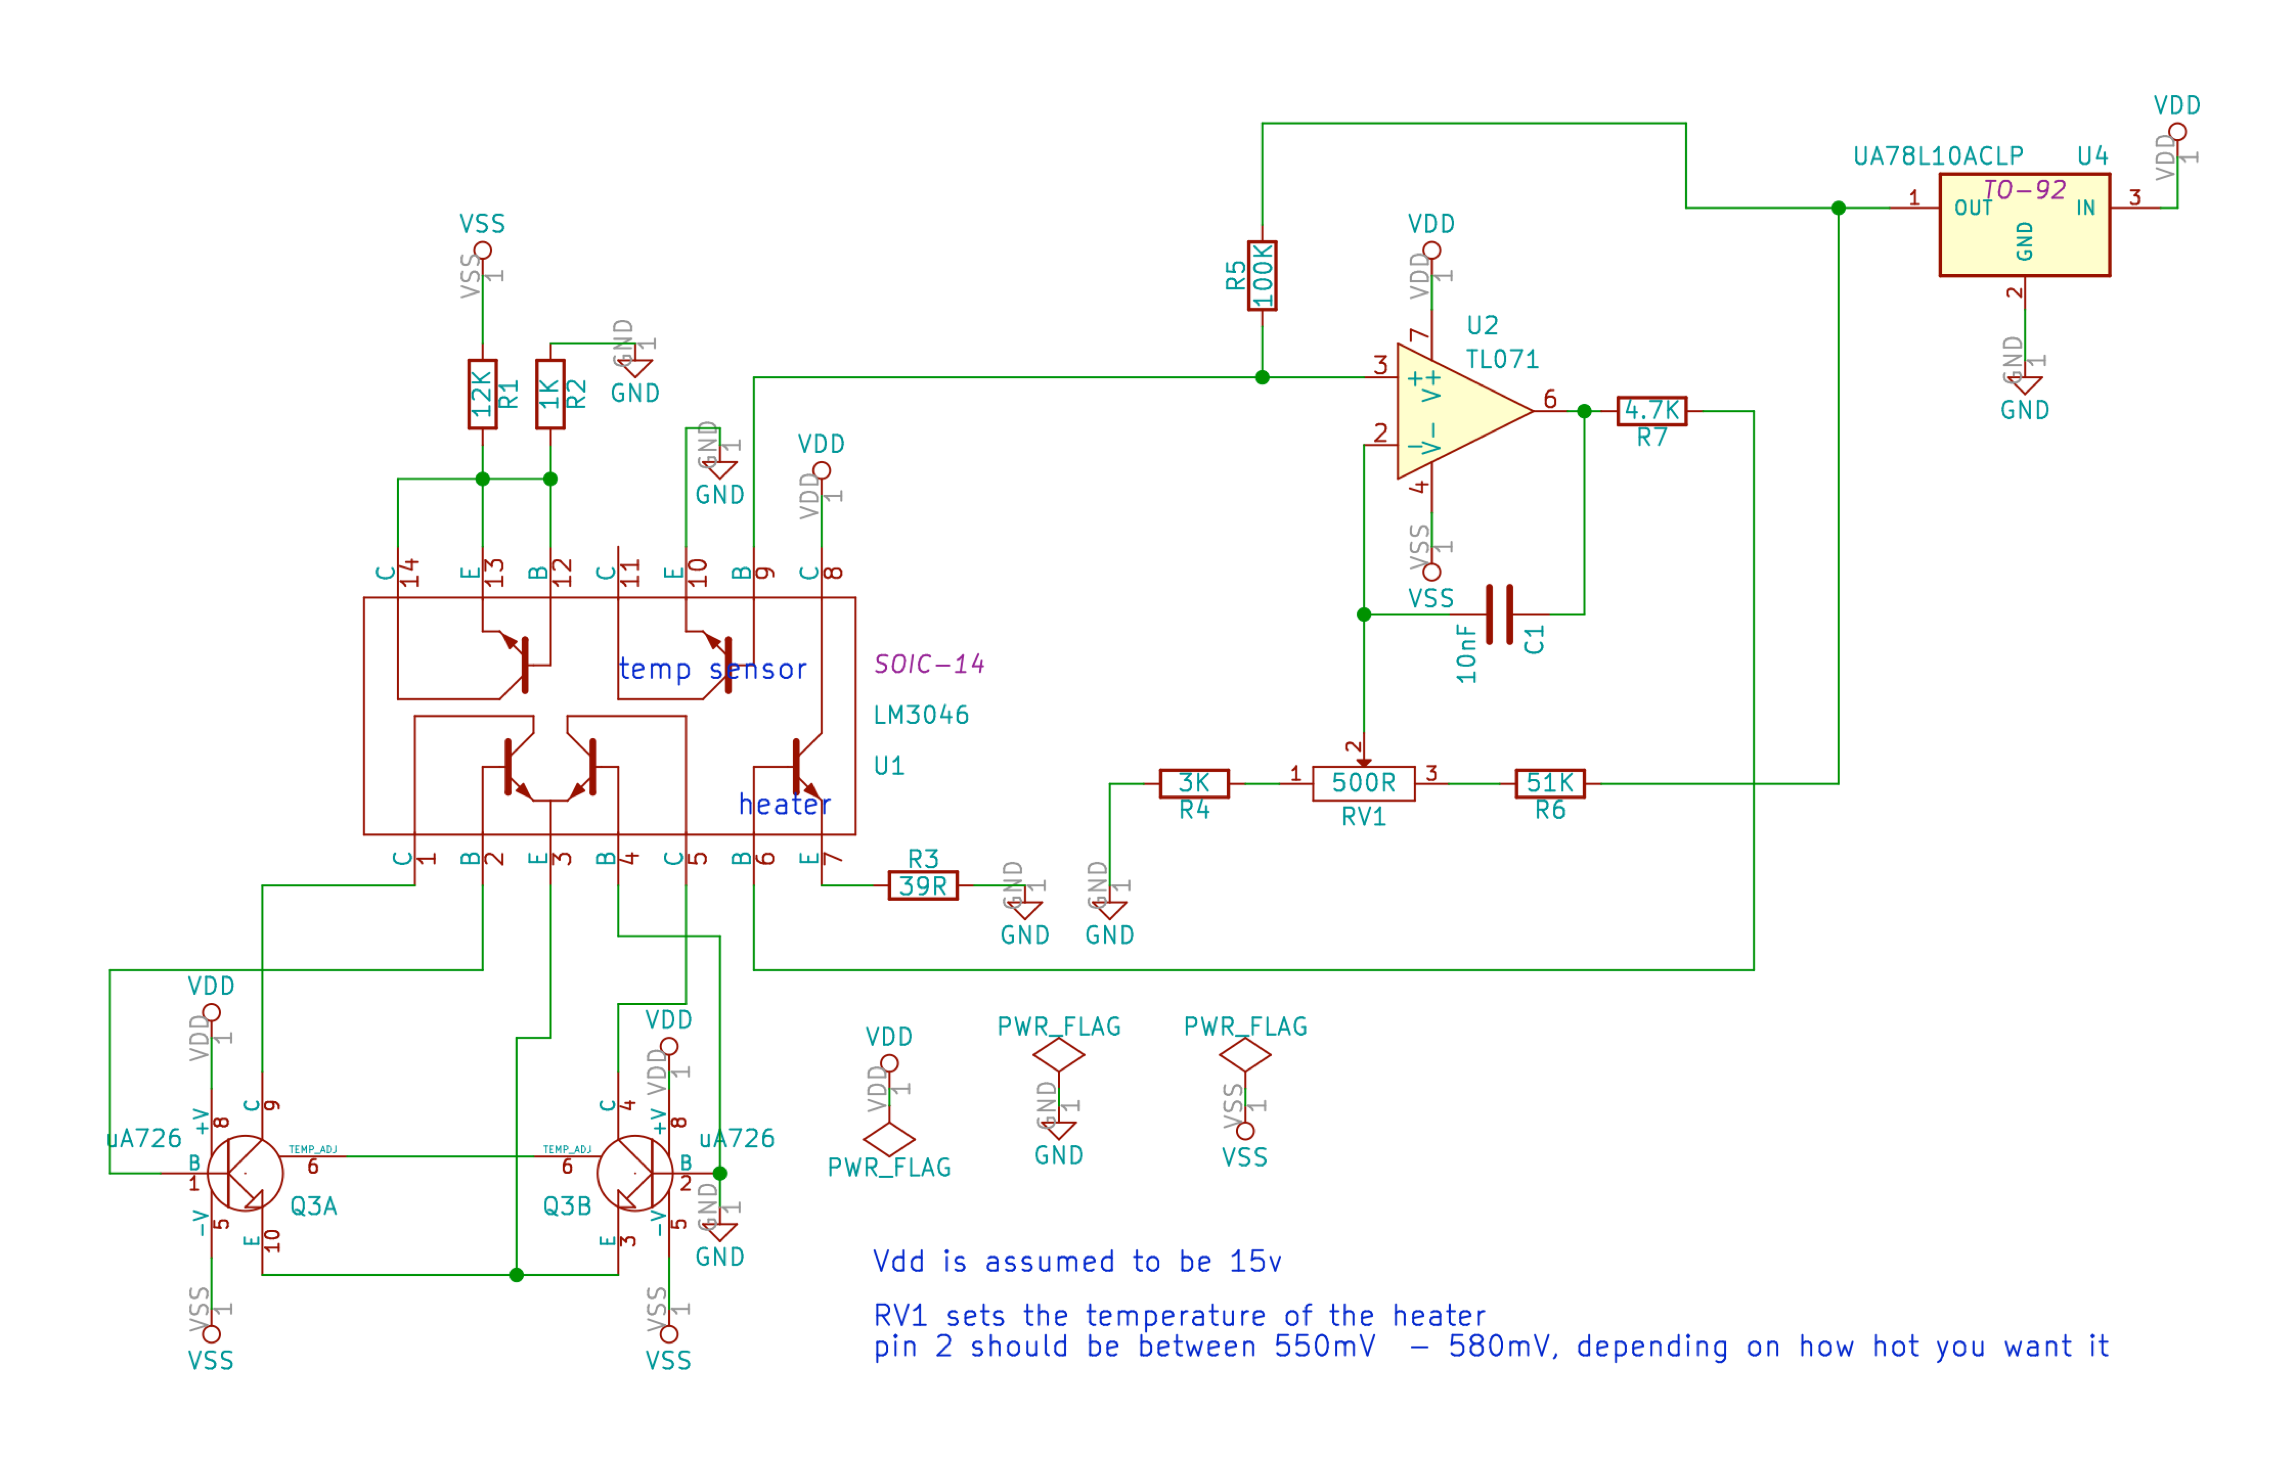 VDD
VDD 1
UA78L10ACLP U4
TO-92
1 OUT IN 3
GND
2
GND 1
GND
VSS
VSS 1
12K R1
1K R2
GND 1
GND
GND 1
GND
VDD
VDD 1
R5 100K
VDD
VDD 1
U2
TL071
7
3 + V+
6
2 - V-
4
VSS 1
VSS
4.7K
R7
10nF C1
C 14
E 13
B 12
C 11
E 10
B 9
C 8
temp sensor
SOIC-14
LM3046
U1
heater
C 1
B 2
E 3
B 4
C 5
B 6
E 7
R3
39R
GND 1
GND
3K
R4
GND 1
GND
2
1 500R 3
RV1
51K
R6
VDD
VDD 1
VDD
VDD 1
VDD
VDD 1
PWR_FLAG
PWR_FLAG
GND 1
GND
PWR_FLAG
VSS 1
VSS
uA726
+V 8
C 9
B
1
TEMP_ADJ
6
Q3A
-V 5
E 10
VSS 1
VSS
uA726
C 4
+V 8
TEMP_ADJ
6
B
2
Q3B
E 3
-V 5
GND 1
GND
VSS 1
VSS
Vdd is assumed to be 15v
RV1 sets the temperature of the heater
pin 2 should be between 550mV  - 580mV, depending on how hot you want it